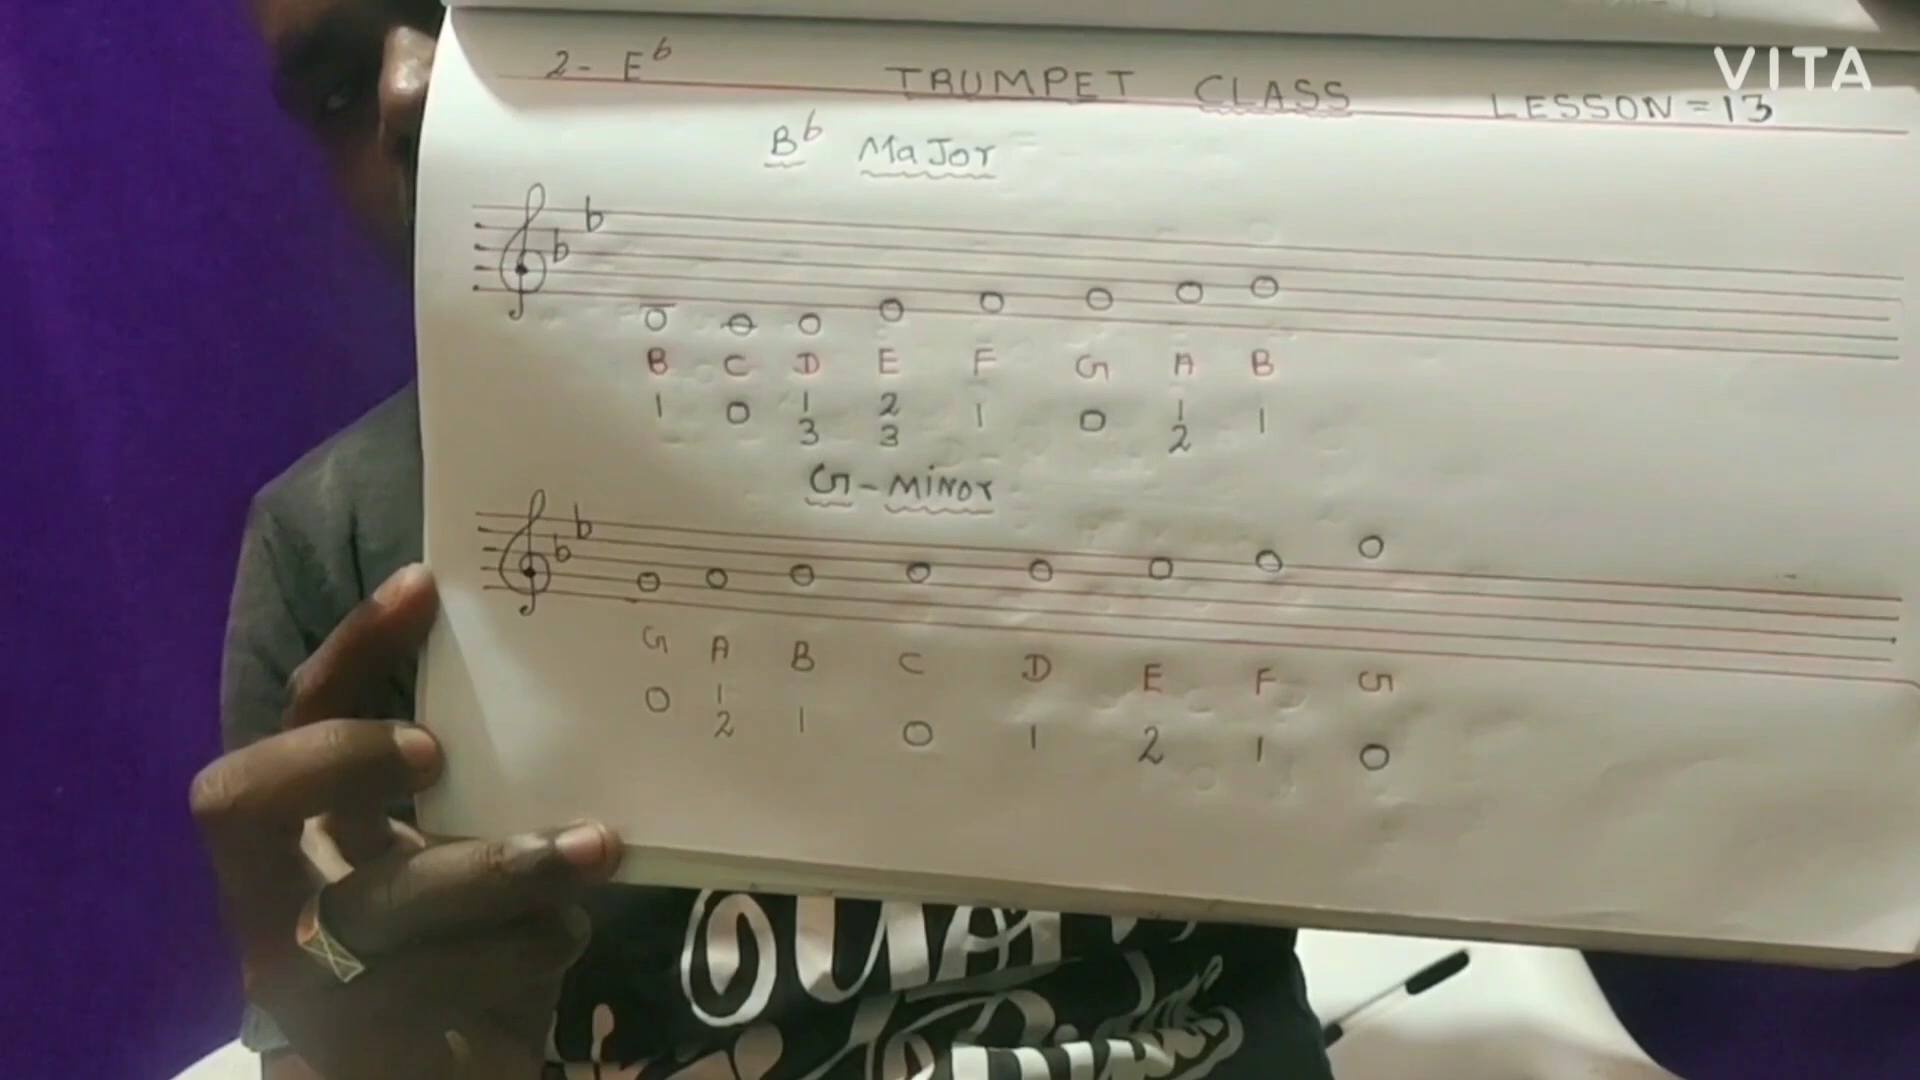 VITA
2- E♭ TRUMPET CLASS LESSON = 13
B♭ MaJor
♭ ♭
B C D E F G A B
1 0 1 2 1 0 1 1
3 3 2
G-MiNor
♭ ♭
G A B C D E F G
0 1 1 0 1 2 1 0
2